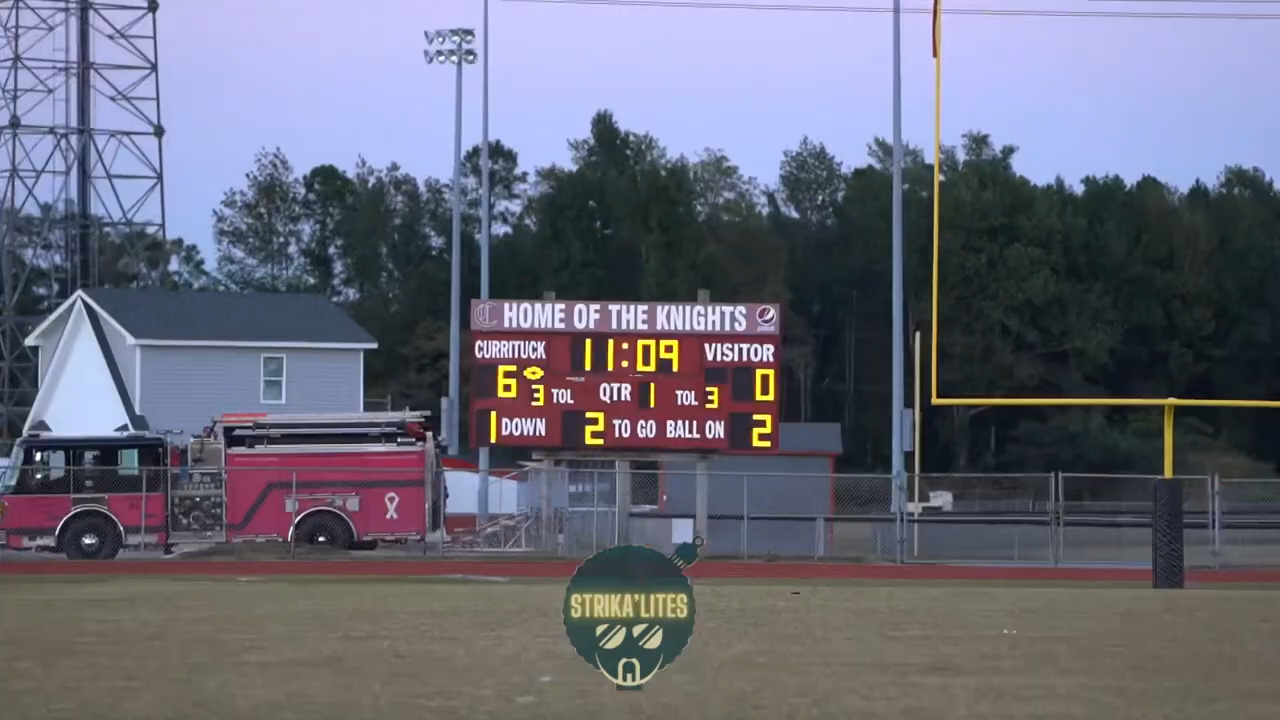 HOME OF THE KNIGHTS
CURRITUCK 11:09 VISITOR
6 3 TOL QTR 1 TOL 3 0
1 DOWN 2 TO GO BALL ON 2
STRIKA'LITES